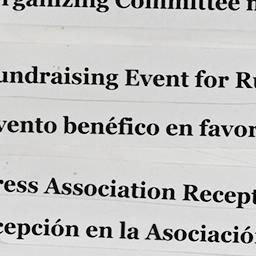 rganizing Committee
undraising Event for Ru
vento benéfico en favor
ress Association Recept
cepción en la Asociació